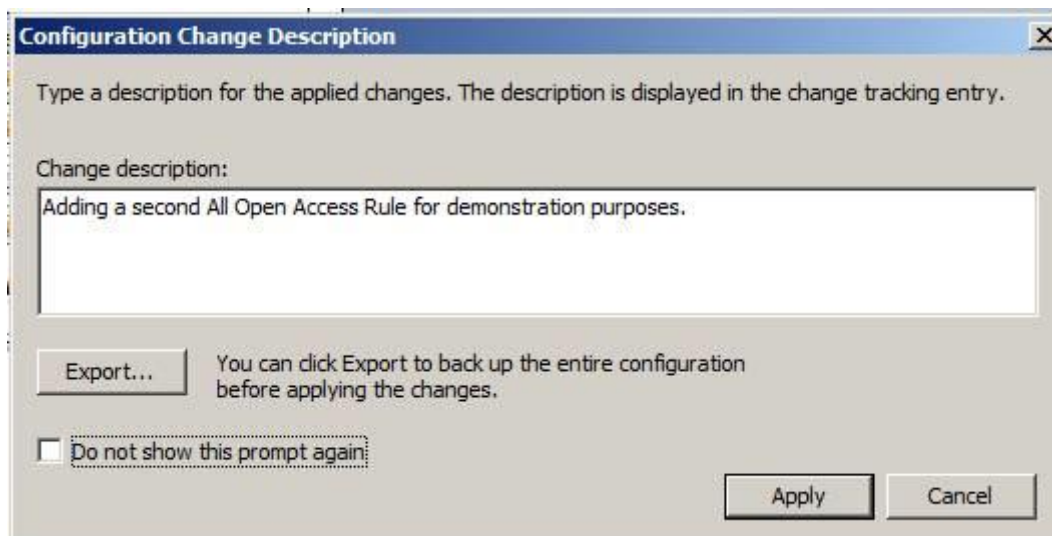 Configuration Change Description
Type a description for the applied changes. The description is displayed in the change tracking entry.
Change description:
Adding a second All Open Access Rule for demonstration purposes.
Export...
You can click Export to back up the entire configuration
before applying the changes.
Do not show this prompt again
Apply
Cancel